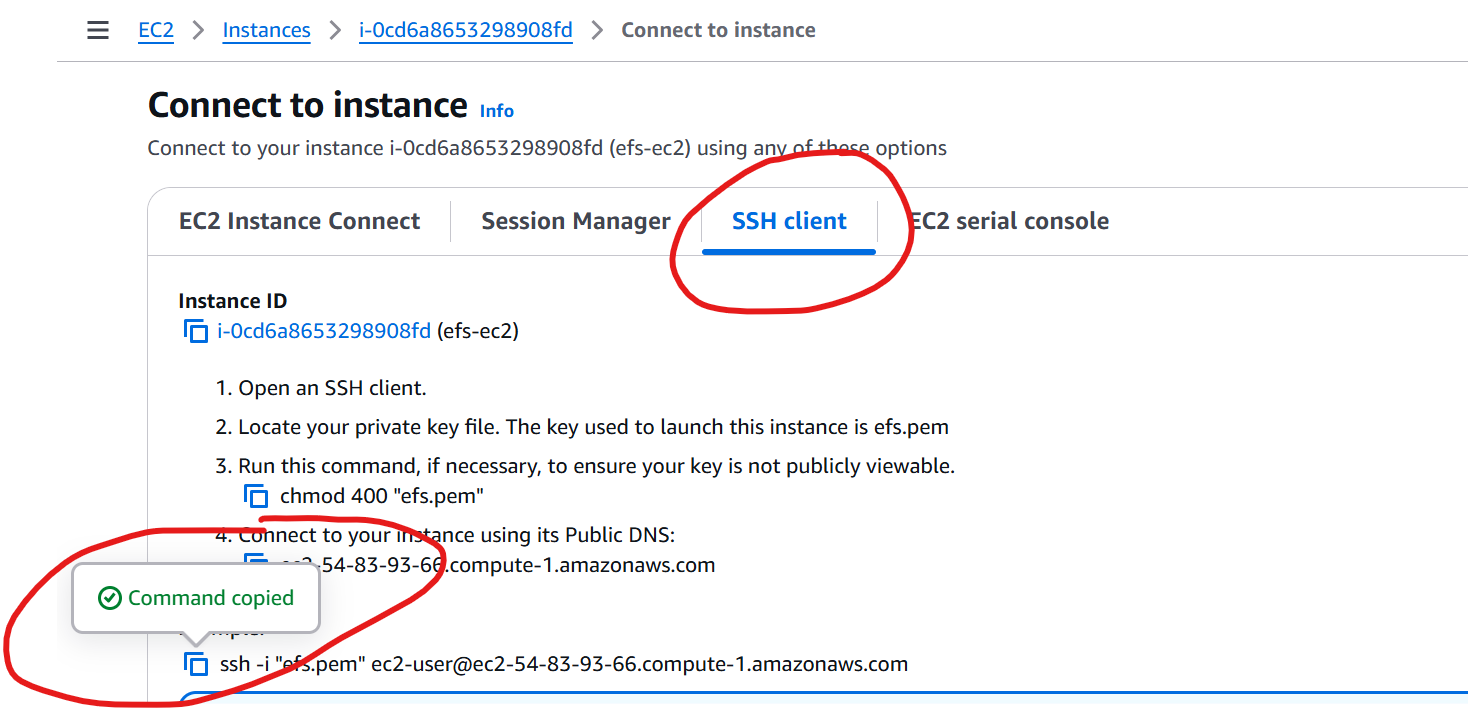 EC2 > Instances > i-0cd6a8653298908fd > Connect to instance
Connect to instance Info
Connect to your instance i-0cd6a8653298908fd (efs-ec2) using any of these options
EC2 Instance Connect Session Manager SSH client EC2 serial console
Instance ID
i-0cd6a8653298908fd (efs-ec2)
1. Open an SSH client.
2. Locate your private key file. The key used to launch this instance is efs.pem
3. Run this command, if necessary, to ensure your key is not publicly viewable.
chmod 400 "efs.pem"
4. Connect to your instance using its Public DNS:
ec2-54-83-93-66.compute-1.amazonaws.com
Command copied
ssh -i "efs.pem" ec2-user@ec2-54-83-93-66.compute-1.amazonaws.com